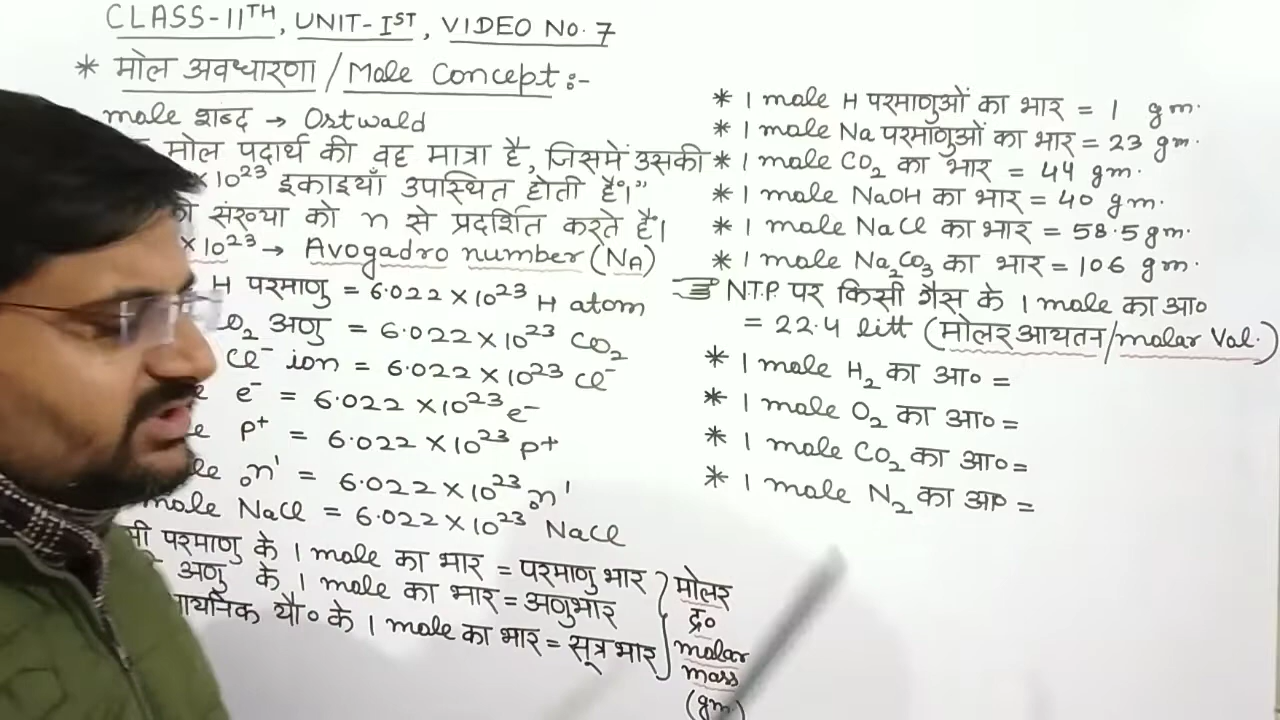 CLASS-11TH, UNIT-IST, VIDEO No. 7
* मोल अवधारणा / Mole Concept :-
mole शब्द → Ostwald
मोल पदार्थ की वह मात्रा है, जिसमें उसकी
×10²³ इकाइयाँ उपस्थित होती हैं।”
संख्या को n से प्रदर्शित करते है।
×10²³ → Avogadro number (NA)
H परमाणु = 6.022×10²³ H atom
अणु = 6.022×10²³ CO₂
Cl⁻ ion = 6.022×10²³ Cl⁻
e⁻ = 6.022×10²³ e⁻
p⁺ = 6.022×10²³ p⁺
₀n¹ = 6.022×10²³ ₀n¹
mole NaCl = 6.022×10²³ NaCl
परमाणु के 1 mole का भार = परमाणु भार
अणु के 1 mole का भार = अणुभार
यौ० के 1 mole का भार = सूत्र भार
मोलर
द्र०
molar
mass
(gm)
* 1 mole H परमाणुओं का भार = 1 gm.
* 1 mole Na परमाणुओं का भार = 23 gm.
* 1 mole CO₂ का भार = 44 gm.
* 1 mole NaOH का भार = 40 gm.
* 1 mole NaCl का भार = 58.5 gm.
* 1 mole Na₂CO₃ का भार = 106 gm.
N.T.P. पर किसी गैस के 1 mole का आ०
= 22.4 litt (मोलर आयतन/molar Vol.)
* 1 mole H₂ का आ० =
* 1 mole O₂ का आ० =
* 1 mole CO₂ का आ० =
* 1 mole N₂ का आ० =